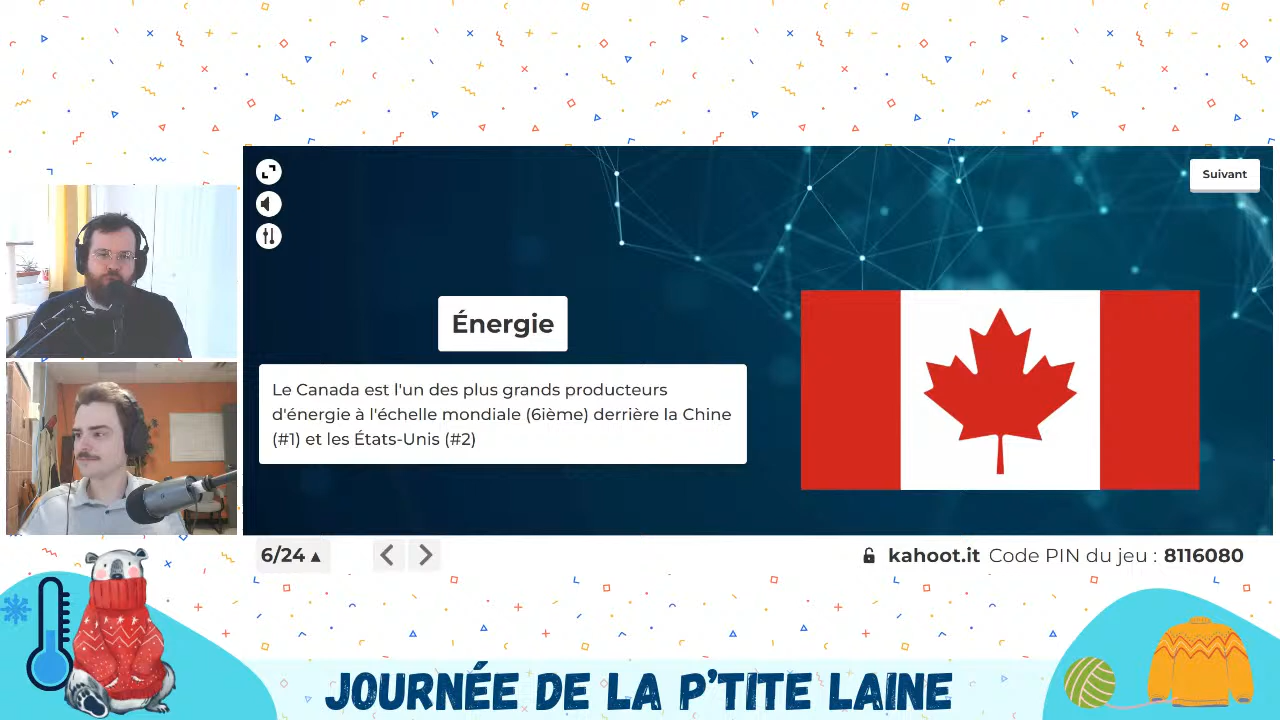 Suivant
Énergie
Le Canada est l'un des plus grands producteurs
d'énergie à l'échelle mondiale (6ième) derrière la Chine
(#1) et les États-Unis (#2)
6/24 ▲
kahoot.it Code PIN du jeu : 8116080
JOURNÉE DE LA P'TITE LAINE